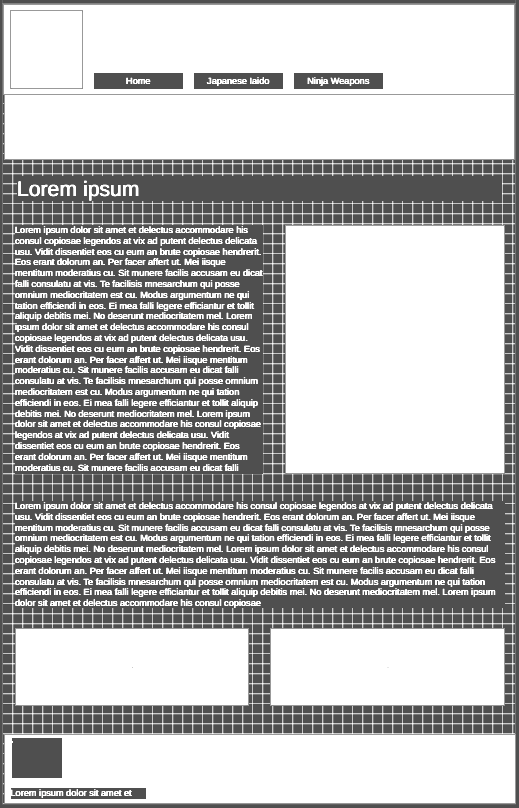 Home
Japanese Iaido
Ninja Weapons
Lorem ipsum
Lorem ipsum dolor sit amet et delectus accommodare his
consul copiosae legendos at vix ad putent delectus delicata
usu. Vidit dissentiet eos cu eum an brute copiosae hendrerit.
Eos erant dolorum an. Per facer affert ut. Mei iisque
mentitum moderatius cu. Sit munere facilis accusam eu dicat
falli consulatu at vis. Te facilisis mnesarchum qui posse
omnium mediocritatem est cu. Modus argumentum ne qui
tation efficiendi in eos. Ei mea falli legere efficiantur et tollit
aliquip debitis mei. No deserunt mediocritatem mel. Lorem
ipsum dolor sit amet et delectus accommodare his consul
copiosae legendos at vix ad putent delectus delicata usu.
Vidit dissentiet eos cu eum an brute copiosae hendrerit. Eos
erant dolorum an. Per facer affert ut. Mei iisque mentitum
moderatius cu. Sit munere facilis accusam eu dicat falli
consulatu at vis. Te facilisis mnesarchum qui posse omnium
mediocritatem est cu. Modus argumentum ne qui tation
efficiendi in eos. Ei mea falli legere efficiantur et tollit aliquip
debitis mei. No deserunt mediocritatem mel. Lorem ipsum
dolor sit amet et delectus accommodare his consul copiosae
legendos at vix ad putent delectus delicata usu. Vidit
dissentiet eos cu eum an brute copiosae hendrerit. Eos
erant dolorum an. Per facer affert ut. Mei iisque mentitum
moderatius cu. Sit munere facilis accusam eu dicat falli
Lorem ipsum dolor sit amet et delectus accommodare his consul copiosae legendos at vix ad putent delectus delicata
usu. Vidit dissentiet eos cu eum an brute copiosae hendrerit. Eos erant dolorum an. Per facer affert ut. Mei iisque
mentitum moderatius cu. Sit munere facilis accusam eu dicat falli consulatu at vis. Te facilisis mnesarchum qui posse
omnium mediocritatem est cu. Modus argumentum ne qui tation efficiendi in eos. Ei mea falli legere efficiantur et tollit
aliquip debitis mei. No deserunt mediocritatem mel. Lorem ipsum dolor sit amet et delectus accommodare his consul
copiosae legendos at vix ad putent delectus delicata usu. Vidit dissentiet eos cu eum an brute copiosae hendrerit. Eos
erant dolorum an. Per facer affert ut. Mei iisque mentitum moderatius cu. Sit munere facilis accusam eu dicat falli
consulatu at vis. Te facilisis mnesarchum qui posse omnium mediocritatem est cu. Modus argumentum ne qui tation
efficiendi in eos. Ei mea falli legere efficiantur et tollit aliquip debitis mei. No deserunt mediocritatem mel. Lorem ipsum
dolor sit amet et delectus accommodare his consul copiosae
Lorem ipsum dolor sit amet et